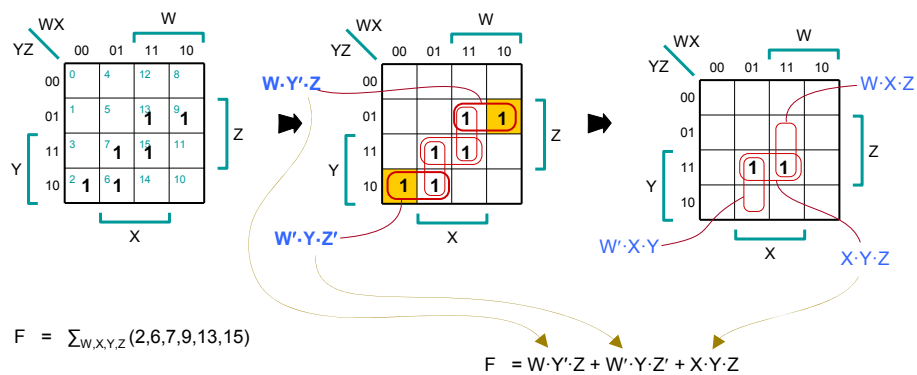 WX
W
YZ
00 01 11 10
00
0 4 12 8
01
1 5 13 1 9 1
11
3 7 1 15 1 11
10
2 1 6 1 14 10
Y
Z
X
WX
W
YZ
00 01 11 10
W·Y′·Z
00
01
1 1
11
1 1
10
1 1
Y
Z
X
W′·Y·Z′
WX
W
YZ
00 01 11 10
W·X·Z
00
01
11
1 1
10
Y
Z
W′·X·Y
X
X·Y·Z
F = ∑W,X,Y,Z (2,6,7,9,13,15)
F = W·Y′·Z + W′·Y·Z′ + X·Y·Z